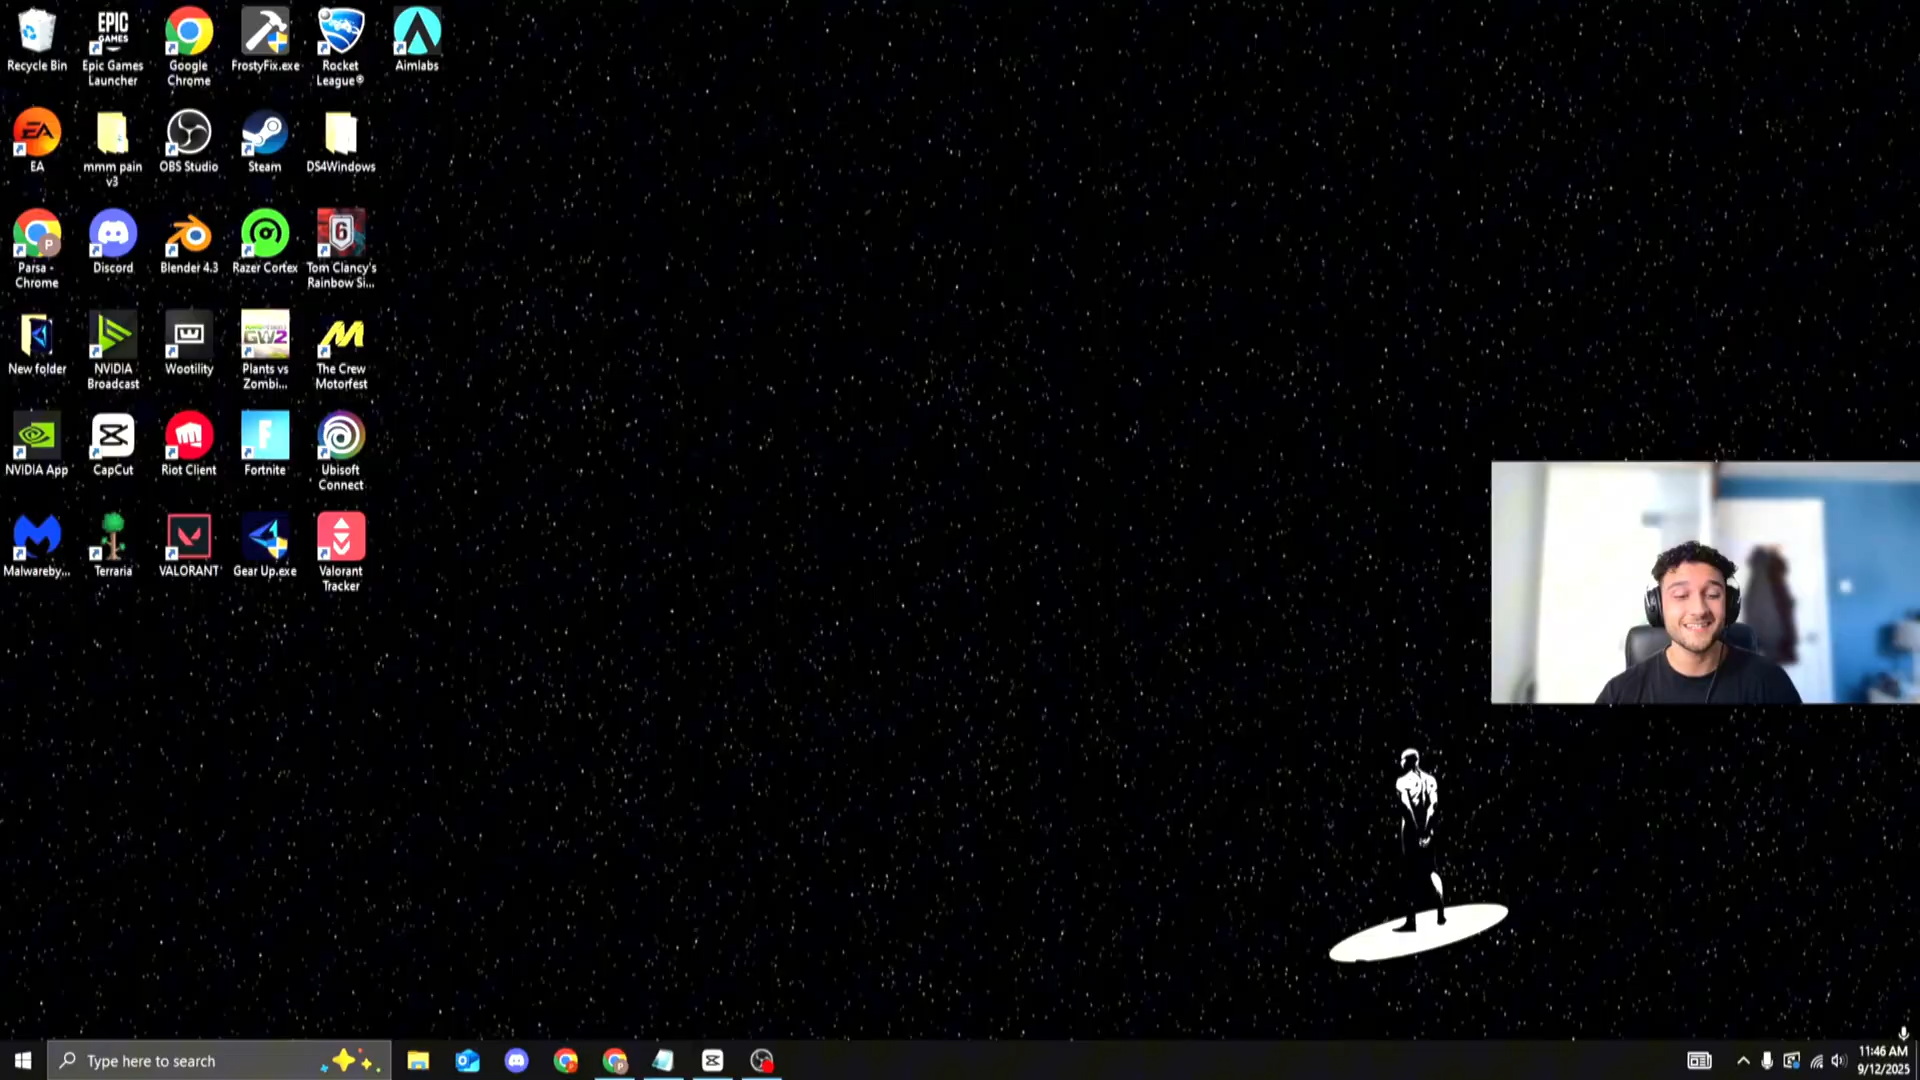 Recycle Bin
EPIC
GAMES
Epic Games
Launcher
Google
Chrome
FrostyFix.exe
Rocket
League®
Aimlabs
EA
EA
mmm pain
v3
OBS Studio
Steam
DS4Windows
P
Parsa -
Chrome
Discord
Blender 4.3
Razer Cortex
6
Tom Clancy's
Rainbow Si...
New folder
NVIDIA
Broadcast
W
Wootility
GW2
Plants vs
Zombi...
M
The Crew
Motorfest
NVIDIA App
CapCut
Riot Client
F
Fortnite
Ubisoft
Connect
Malwareby...
Terraria
VALORANT
Gear Up.exe
Valorant
Tracker
Type here to search
P
11:46 AM
9/12/2025